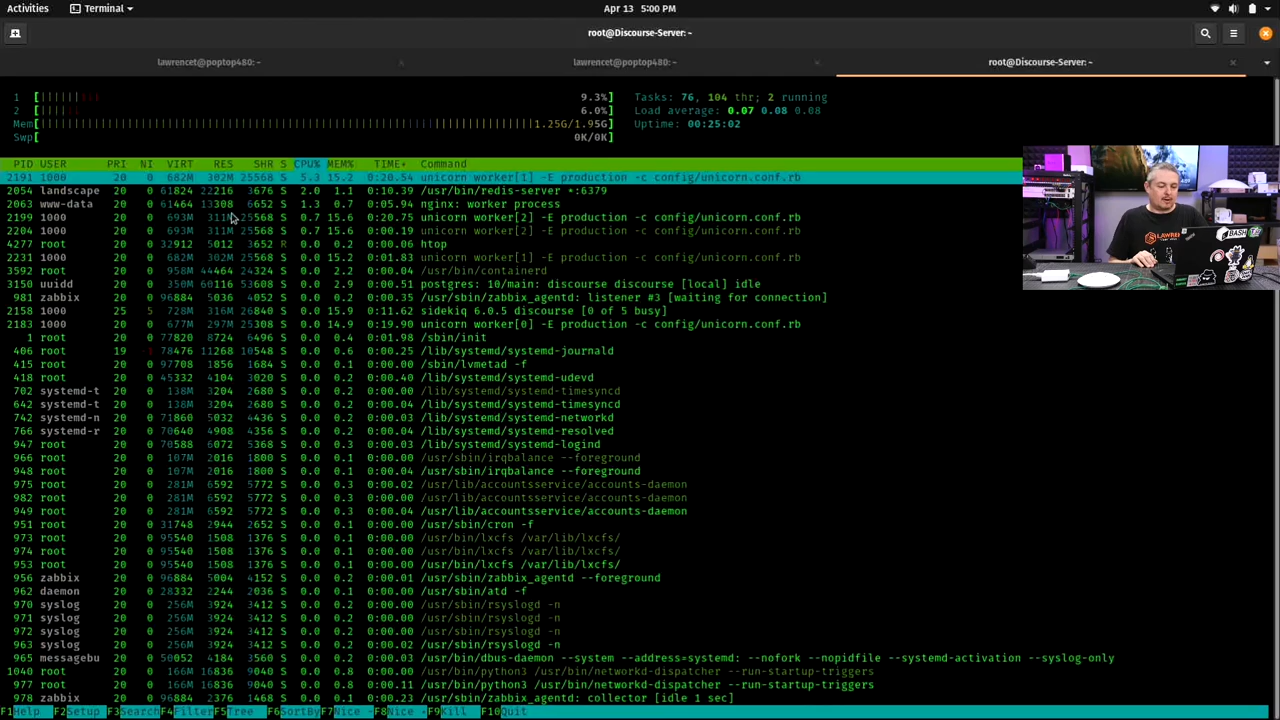 Activities Terminal Apr 13 5:00 PM
root@Discourse-Server: ~
lawrencet@poptop480: ~ lawrencet@poptop480: ~ root@Discourse-Server: ~
1 [ 9.3%] Tasks: 76, 104 thr; 2 running
2 [ 6.0%] Load average: 0.07 0.08 0.08
Mem[ 1.25G/1.95G] Uptime: 00:25:02
Swp[ 0K/0K]
PID USER PRI NI VIRT RES SHR S CPU% MEM% TIME+ Command
2191 1000 20 0 682M 302M 25568 S 5.3 15.2 0:20.54 unicorn worker[1] -E production -c config/unicorn.conf.rb
2054 landscape 20 0 61824 22216 3676 S 2.0 1.1 0:10.39 /usr/bin/redis-server *:6379
2063 www-data 20 0 61464 13308 6652 S 1.3 0.7 0:05.94 nginx: worker process
2199 1000 20 0 693M 311M 25568 S 0.7 15.6 0:20.75 unicorn worker[2] -E production -c config/unicorn.conf.rb
2204 1000 20 0 693M 311M 25568 S 0.7 15.6 0:00.19 unicorn worker[2] -E production -c config/unicorn.conf.rb
4277 root 20 0 32912 5012 3652 R 0.0 0.2 0:00.06 htop
2231 1000 20 0 682M 302M 25568 S 0.0 15.2 0:01.83 unicorn worker[1] -E production -c config/unicorn.conf.rb
3592 root 20 0 958M 44464 24324 S 0.0 2.2 0:00.04 /usr/bin/containerd
3150 uuidd 20 0 350M 60116 53608 S 0.0 2.9 0:00.51 postgres: 10/main: discourse discourse [local] idle
981 zabbix 20 0 96884 5036 4052 S 0.0 0.2 0:00.35 /usr/sbin/zabbix_agentd: listener #3 [waiting for connection]
2158 1000 25 5 728M 316M 26840 S 0.0 15.9 0:11.62 sidekiq 6.0.5 discourse [0 of 5 busy]
2183 1000 20 0 677M 297M 25308 S 0.0 14.9 0:19.90 unicorn worker[0] -E production -c config/unicorn.conf.rb
1 root 20 0 77820 8724 6496 S 0.0 0.4 0:01.98 /sbin/init
406 root 19 -1 78476 11268 10548 S 0.0 0.6 0:00.25 /lib/systemd/systemd-journald
415 root 20 0 97708 1856 1684 S 0.0 0.1 0:00.00 /sbin/lvmetad -f
418 root 20 0 45332 4104 3020 S 0.0 0.2 0:00.40 /lib/systemd/systemd-udevd
702 systemd-t 20 0 138M 3204 2680 S 0.0 0.2 0:00.00 /lib/systemd/systemd-timesyncd
642 systemd-t 20 0 138M 3204 2680 S 0.0 0.2 0:00.04 /lib/systemd/systemd-timesyncd
742 systemd-n 20 0 71860 5032 4436 S 0.0 0.2 0:00.03 /lib/systemd/systemd-networkd
766 systemd-r 20 0 70640 4908 4356 S 0.0 0.2 0:00.05 /lib/systemd/systemd-resolved
947 root 20 0 70588 6072 5368 S 0.0 0.3 0:00.03 /lib/systemd/systemd-logind
966 root 20 0 107M 2016 1800 S 0.0 0.1 0:00.00 /usr/sbin/irqbalance --foreground
948 root 20 0 107M 2016 1800 S 0.0 0.1 0:00.04 /usr/sbin/irqbalance --foreground
975 root 20 0 281M 6592 5772 S 0.0 0.3 0:00.02 /usr/lib/accountsservice/accounts-daemon
982 root 20 0 281M 6592 5772 S 0.0 0.3 0:00.00 /usr/lib/accountsservice/accounts-daemon
949 root 20 0 281M 6592 5772 S 0.0 0.3 0:00.04 /usr/lib/accountsservice/accounts-daemon
951 root 20 0 31748 2944 2652 S 0.0 0.1 0:00.00 /usr/sbin/cron -f
973 root 20 0 95540 1508 1376 S 0.0 0.1 0:00.00 /usr/bin/lxcfs /var/lib/lxcfs/
974 root 20 0 95540 1508 1376 S 0.0 0.1 0:00.00 /usr/bin/lxcfs /var/lib/lxcfs/
953 root 20 0 95540 1508 1376 S 0.0 0.1 0:00.00 /usr/bin/lxcfs /var/lib/lxcfs/
956 zabbix 20 0 96884 5004 4152 S 0.0 0.2 0:00.01 /usr/sbin/zabbix_agentd --foreground
962 daemon 20 0 28332 2244 2036 S 0.0 0.1 0:00.00 /usr/sbin/atd -f
970 syslog 20 0 256M 3924 3412 S 0.0 0.2 0:00.00 /usr/sbin/rsyslogd -n
971 syslog 20 0 256M 3924 3412 S 0.0 0.2 0:00.00 /usr/sbin/rsyslogd -n
972 syslog 20 0 256M 3924 3412 S 0.0 0.2 0:00.00 /usr/sbin/rsyslogd -n
963 syslog 20 0 256M 3924 3412 S 0.0 0.2 0:00.02 /usr/sbin/rsyslogd -n
965 messagebu 20 0 50052 4184 3560 S 0.0 0.2 0:00.03 /usr/bin/dbus-daemon --system --address=systemd: --nofork --nopidfile --systemd-activation --syslog-only
1040 root 20 0 166M 16836 9040 S 0.0 0.8 0:00.00 /usr/bin/python3 /usr/bin/networkd-dispatcher --run-startup-triggers
977 root 20 0 166M 16836 9040 S 0.0 0.8 0:00.11 /usr/bin/python3 /usr/bin/networkd-dispatcher --run-startup-triggers
978 zabbix 20 0 96884 2376 1468 S 0.0 0.1 0:00.23 /usr/sbin/zabbix_agentd: collector [idle 1 sec]
F1Help F2Setup F3Search F4Filter F5Tree F6SortBy F7Nice - F8Nice + F9Kill F10Quit